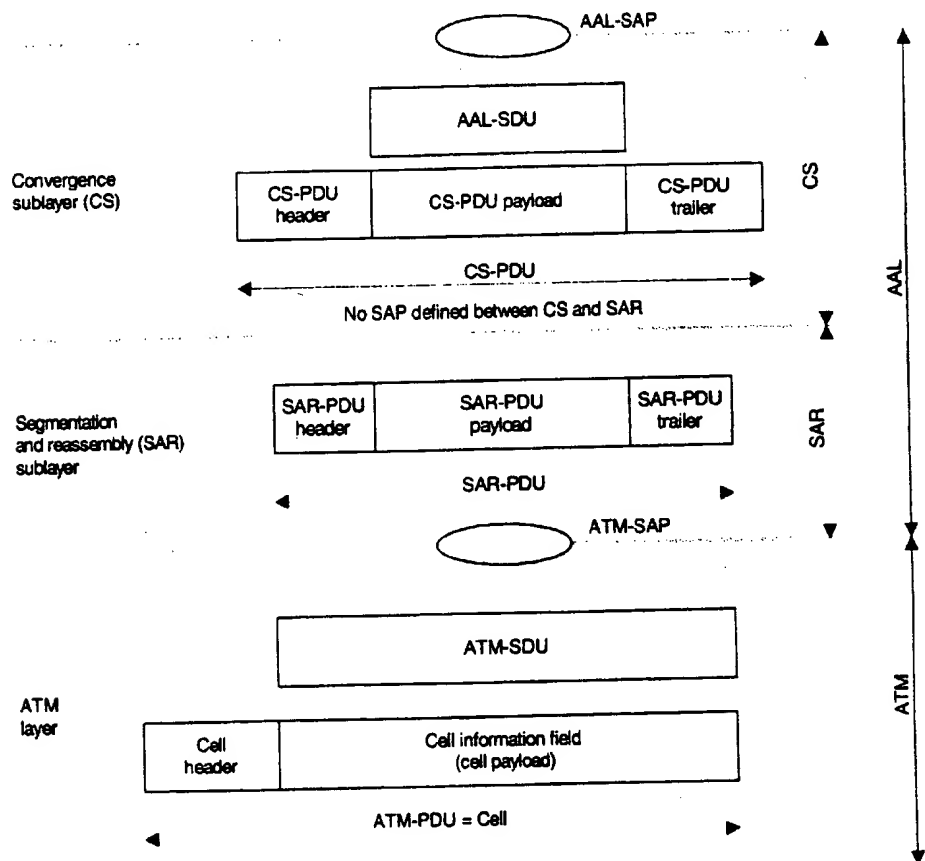 AAL-SAP
AAL-SDU
Convergence
sublayer (CS)
CS-PDU
header
CS-PDU payload
CS-PDU
trailer
CS
CS-PDU
No SAP defined between CS and SAR
AAL
Segmentation
and reassembly (SAR)
sublayer
SAR-PDU
header
SAR-PDU
payload
SAR-PDU
trailer
SAR
SAR-PDU
ATM-SAP
ATM-SDU
ATM
layer
Cell
header
Cell information field
(cell payload)
ATM
ATM-PDU = Cell